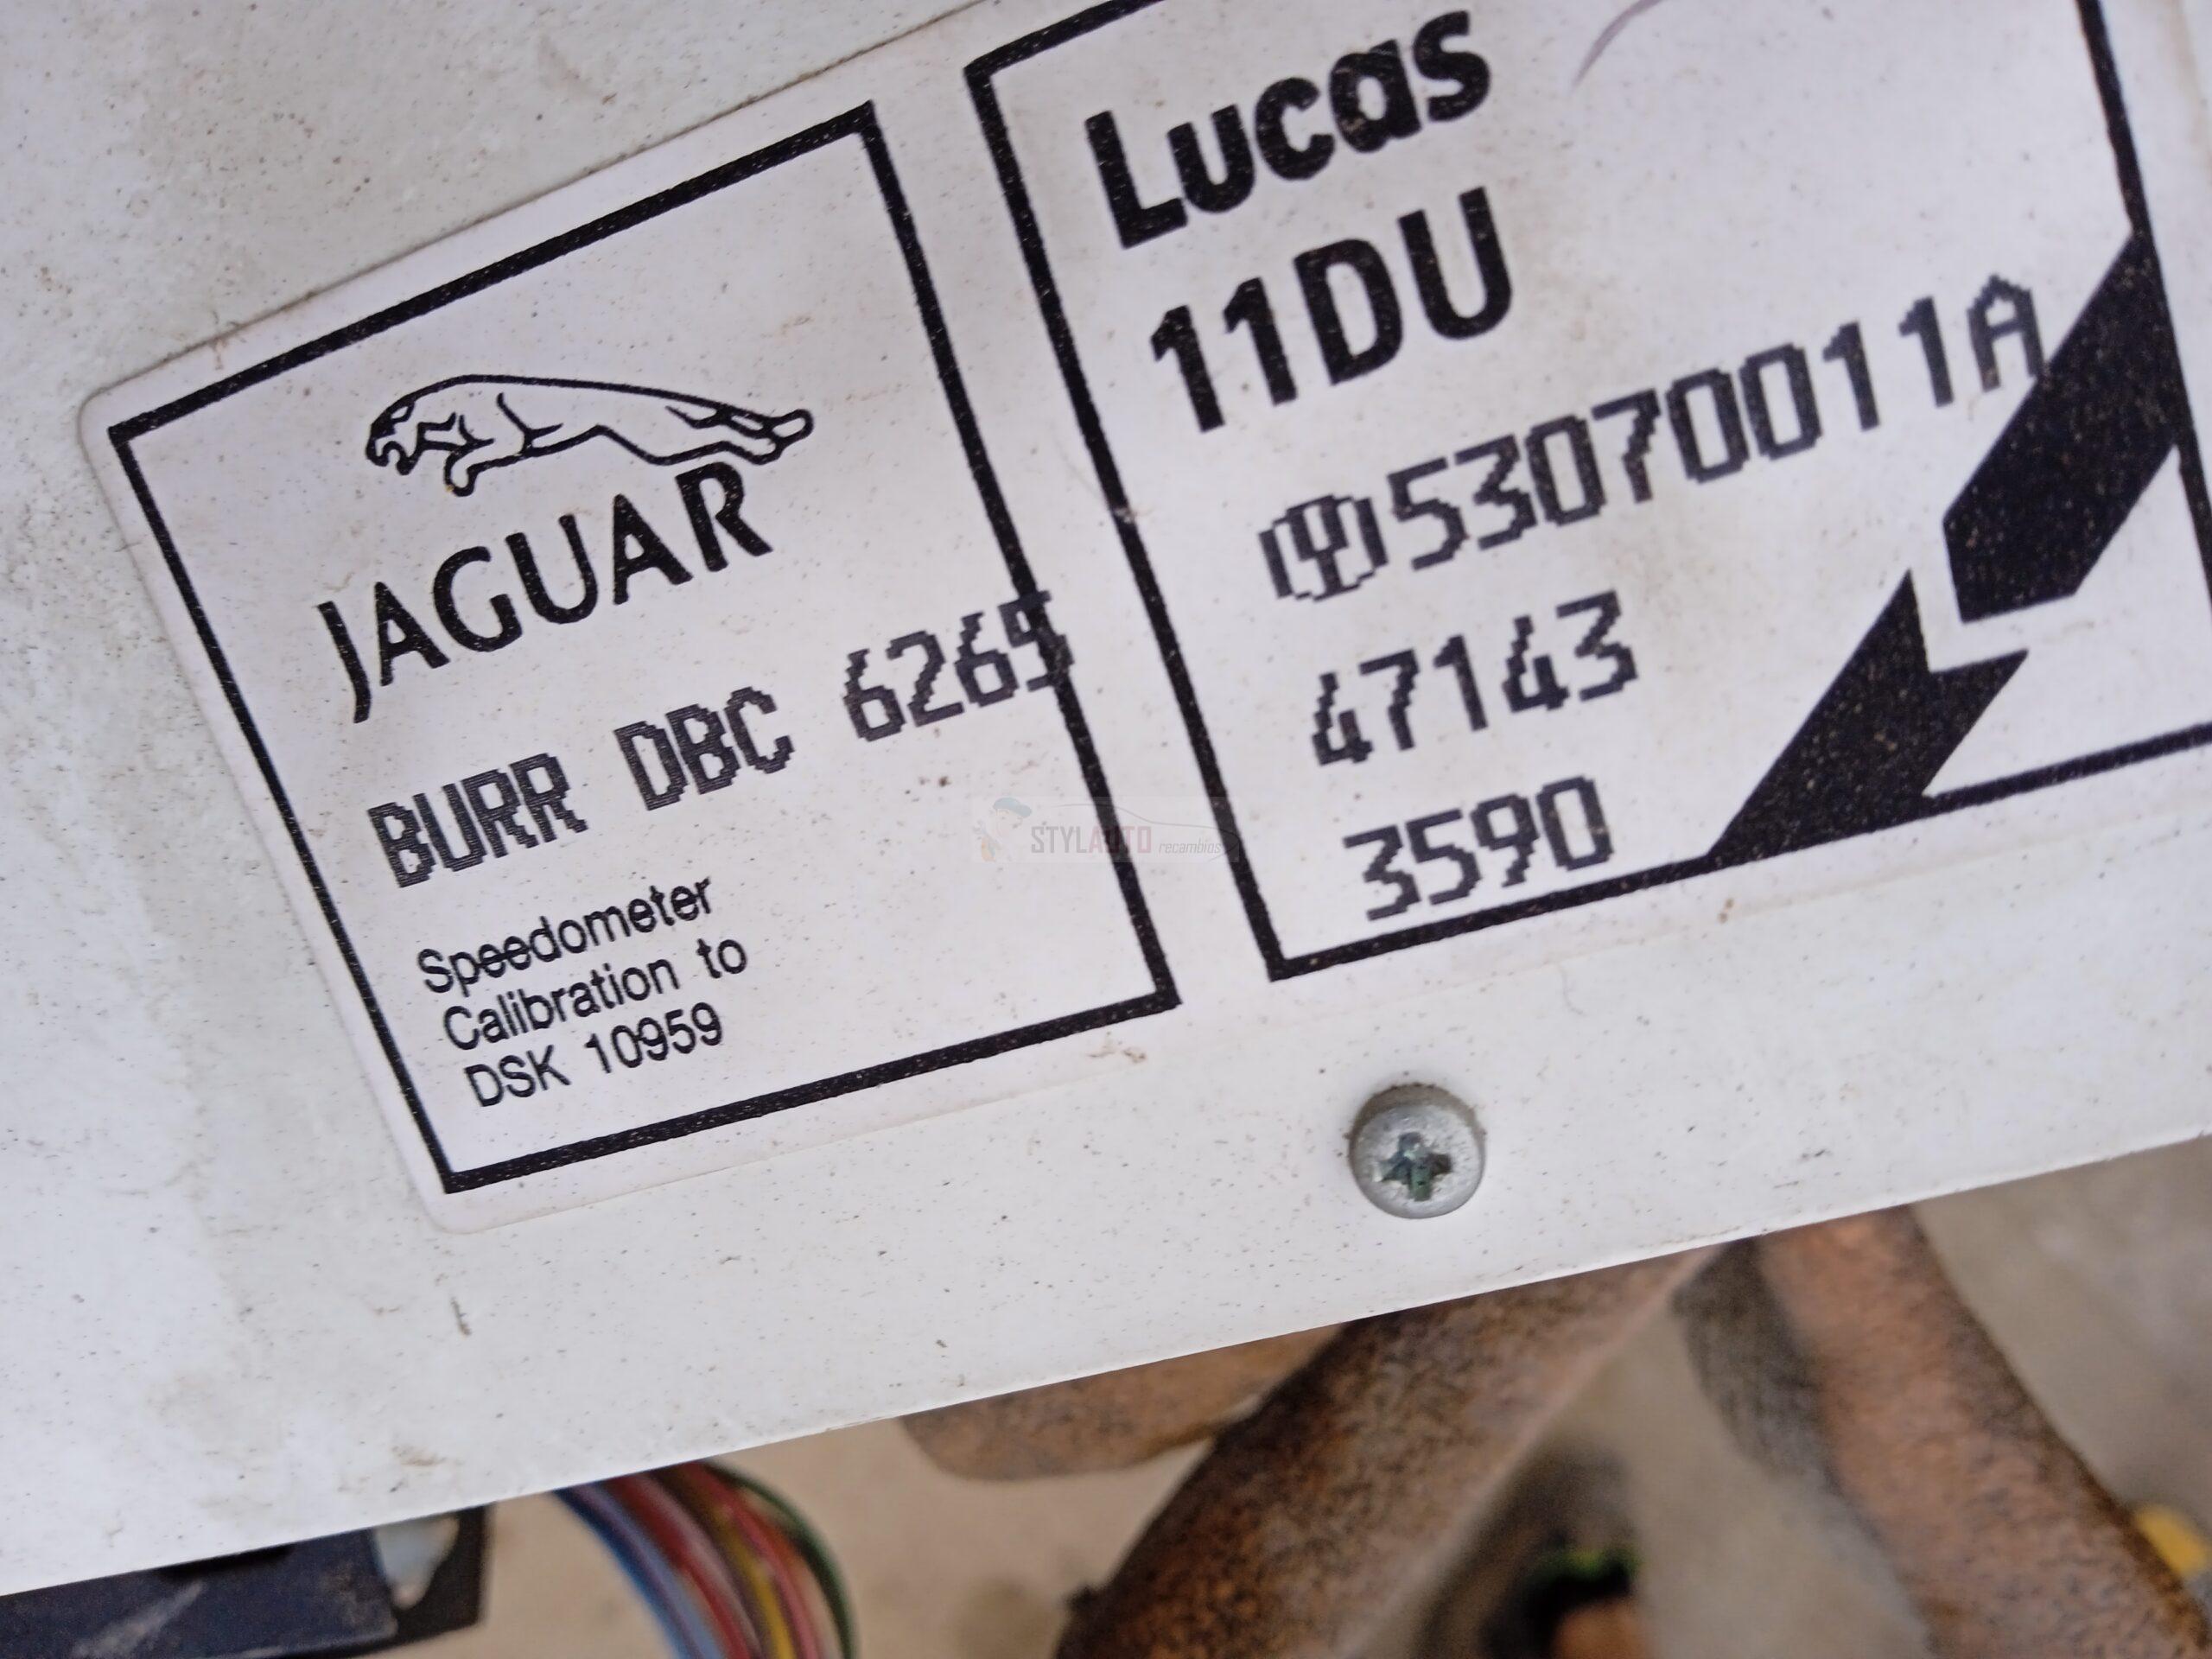 JAGUAR
BURR DBC 6265
Speedometer
Calibration to
DSK 10959
Lucas
11DU
53070011A
47143
3590
STYLAUTO recambios